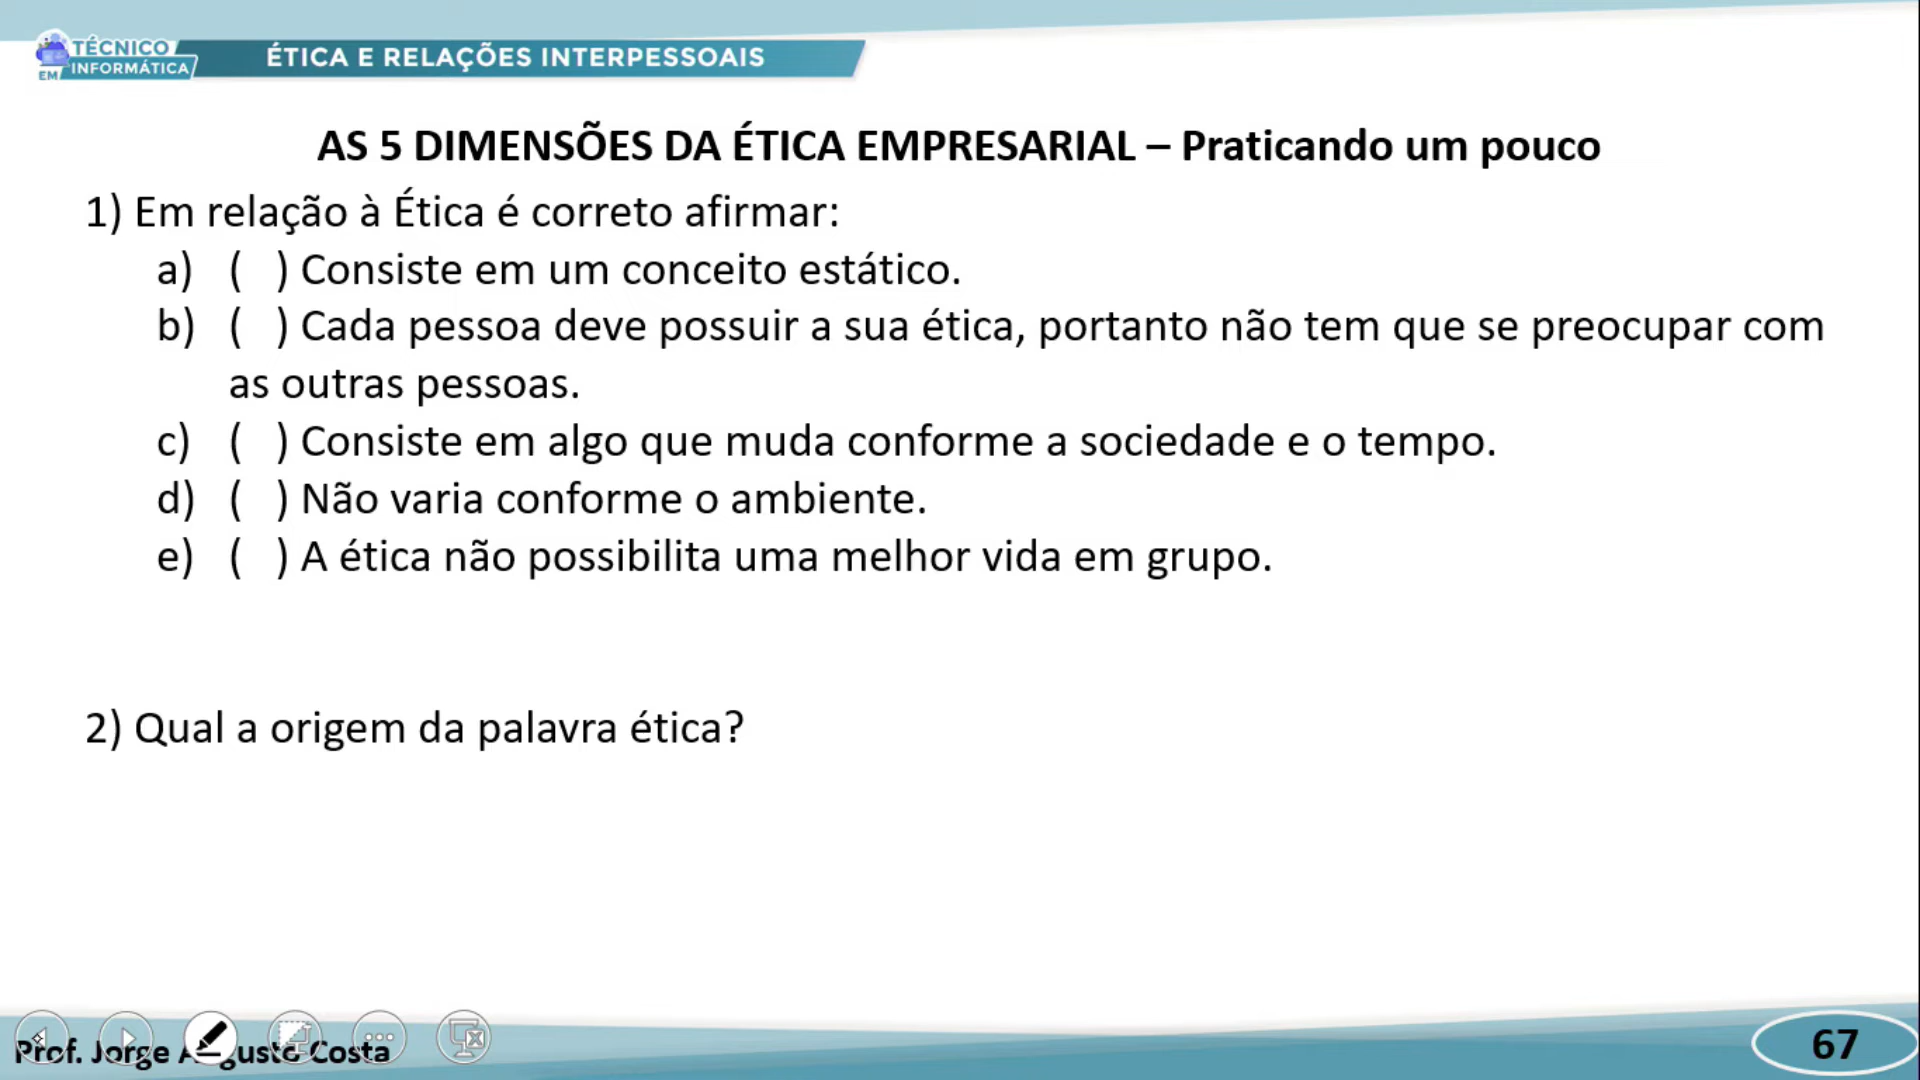 TÉCNICO
EM INFORMÁTICA
ÉTICA E RELAÇÕES INTERPESSOAIS
AS 5 DIMENSÕES DA ÉTICA EMPRESARIAL – Praticando um pouco
1) Em relação à Ética é correto afirmar:
a) ( ) Consiste em um conceito estático.
b) ( ) Cada pessoa deve possuir a sua ética, portanto não tem que se preocupar com
as outras pessoas.
c) ( ) Consiste em algo que muda conforme a sociedade e o tempo.
d) ( ) Não varia conforme o ambiente.
e) ( ) A ética não possibilita uma melhor vida em grupo.
2) Qual a origem da palavra ética?
Prof. Jorge Augusto Costa
67